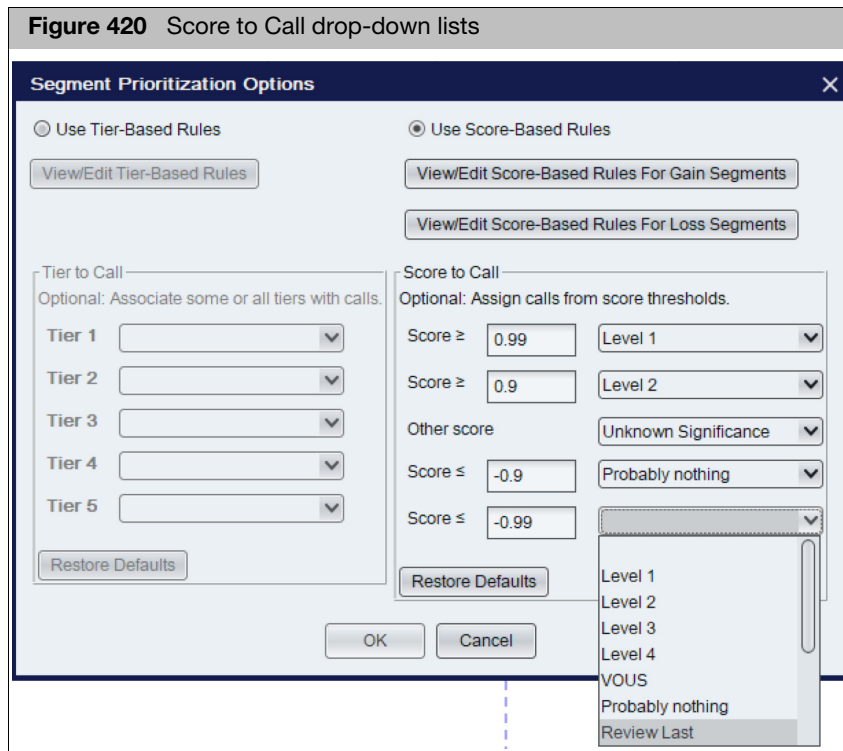 Figure 420 Score to Call drop-down lists
Segment Prioritization Options
Use Tier-Based Rules
Use Score-Based Rules
View/Edit Tier-Based Rules
View/Edit Score-Based Rules For Gain Segments
View/Edit Score-Based Rules For Loss Segments
Tier to Call
Optional: Associate some or all tiers with calls.
Tier 1
Tier 2
Tier 3
Tier 4
Tier 5
Restore Defaults
Score to Call
Optional: Assign calls from score thresholds.
Score ≥ 0.99 Level 1
Score ≥ 0.9 Level 2
Other score Unknown Significance
Score ≤ -0.9 Probably nothing
Score ≤ -0.99
Restore Defaults
Level 1
Level 2
Level 3
Level 4
VOUS
Probably nothing
Review Last
OK
Cancel